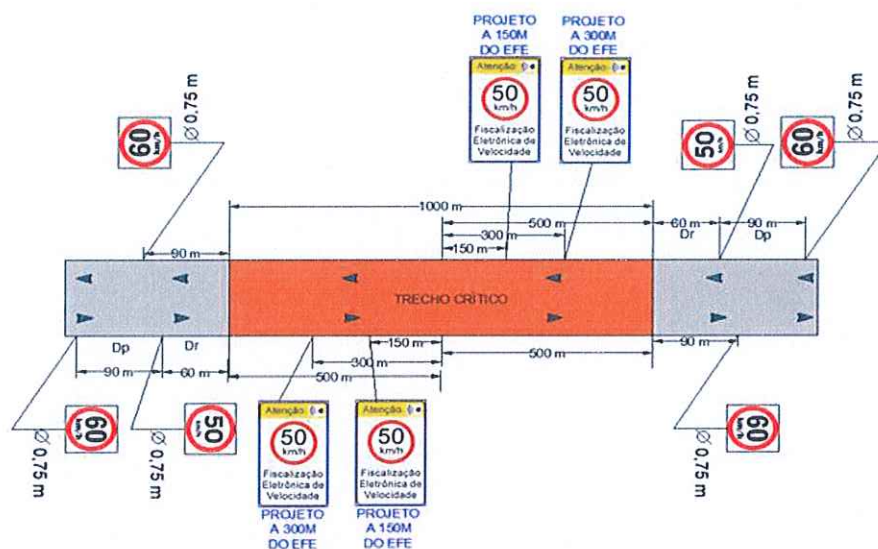 PROJETO
A 150M
DO EFE
PROJETO
A 300M
DO EFE
Atenção
50
km/h
Fiscalização
Eletrônica de
Velocidade
Atenção
50
km/h
Fiscalização
Eletrônica de
Velocidade
60
km/h
Ø 0,75 m
50
km/h
Ø 0,75 m
60
km/h
Ø 0,75 m
1000 m
500 m
60 m
90 m
300 m
Dr
Dp
150 m
90 m
TRECHO CRÍTICO
Dp
Dr
150 m
90 m
300 m
500 m
90 m
60 m
500 m
Ø 0,75 m
60
km/h
Ø 0,75 m
50
km/h
Atenção
50
km/h
Fiscalização
Eletrônica de
Velocidade
PROJETO
A 300M
DO EFE
Atenção
50
km/h
Fiscalização
Eletrônica de
Velocidade
PROJETO
A 150M
DO EFE
Ø 0,75 m
60
km/h